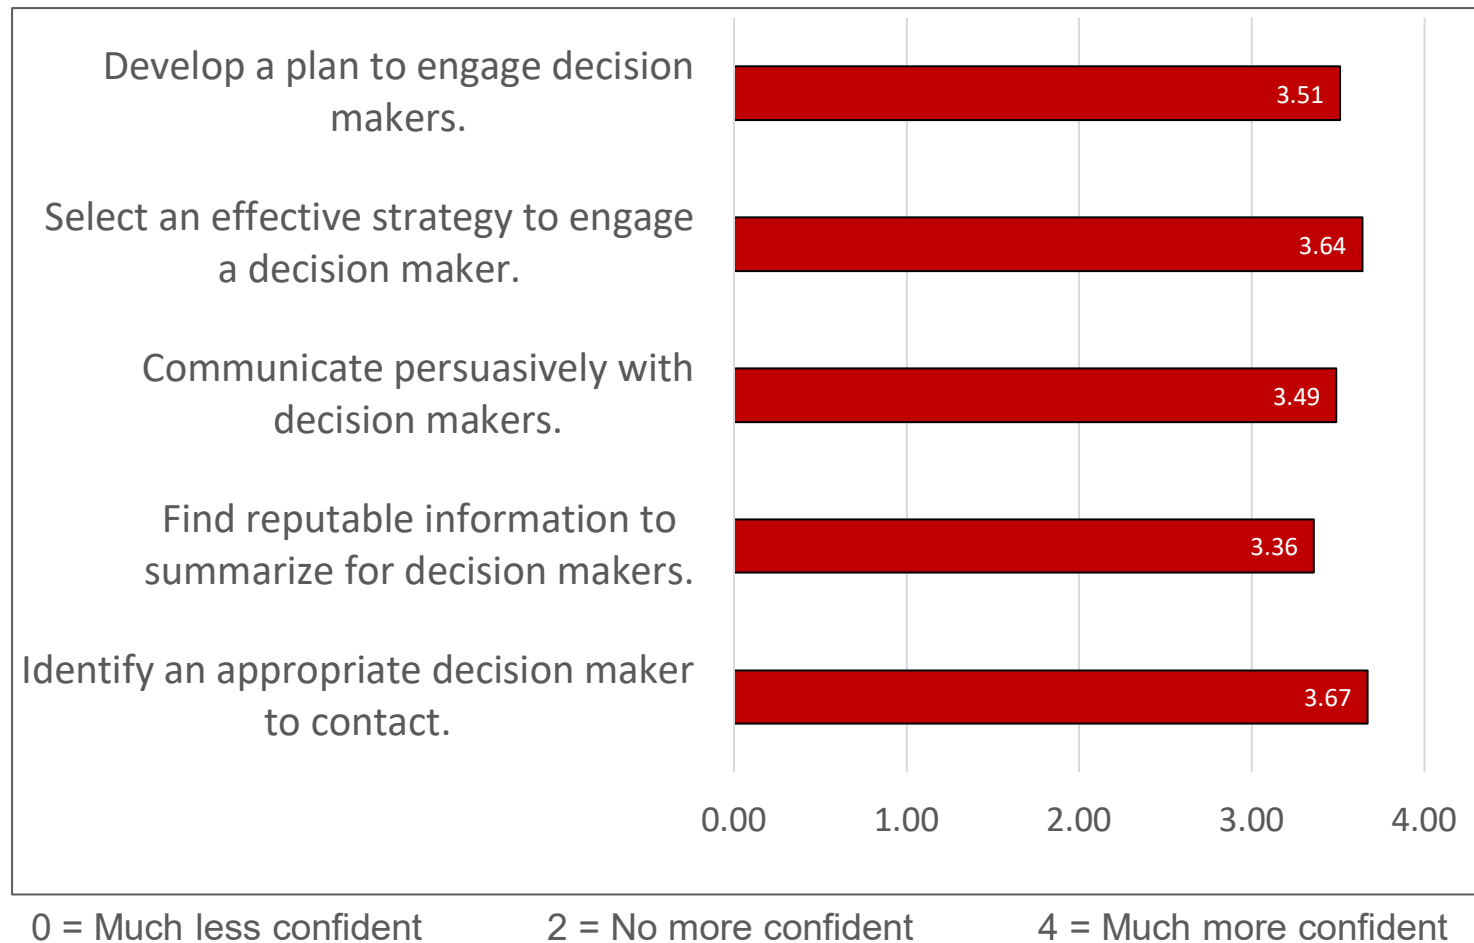 Develop a plan to engage decision
makers.
3.51
Select an effective strategy to engage
a decision maker.
3.64
Communicate persuasively with
decision makers.
3.49
Find reputable information to
summarize for decision makers.
3.36
Identify an appropriate decision maker
to contact.
3.67
0.00 1.00 2.00 3.00 4.00
0 = Much less confident 2 = No more confident 4 = Much more confident